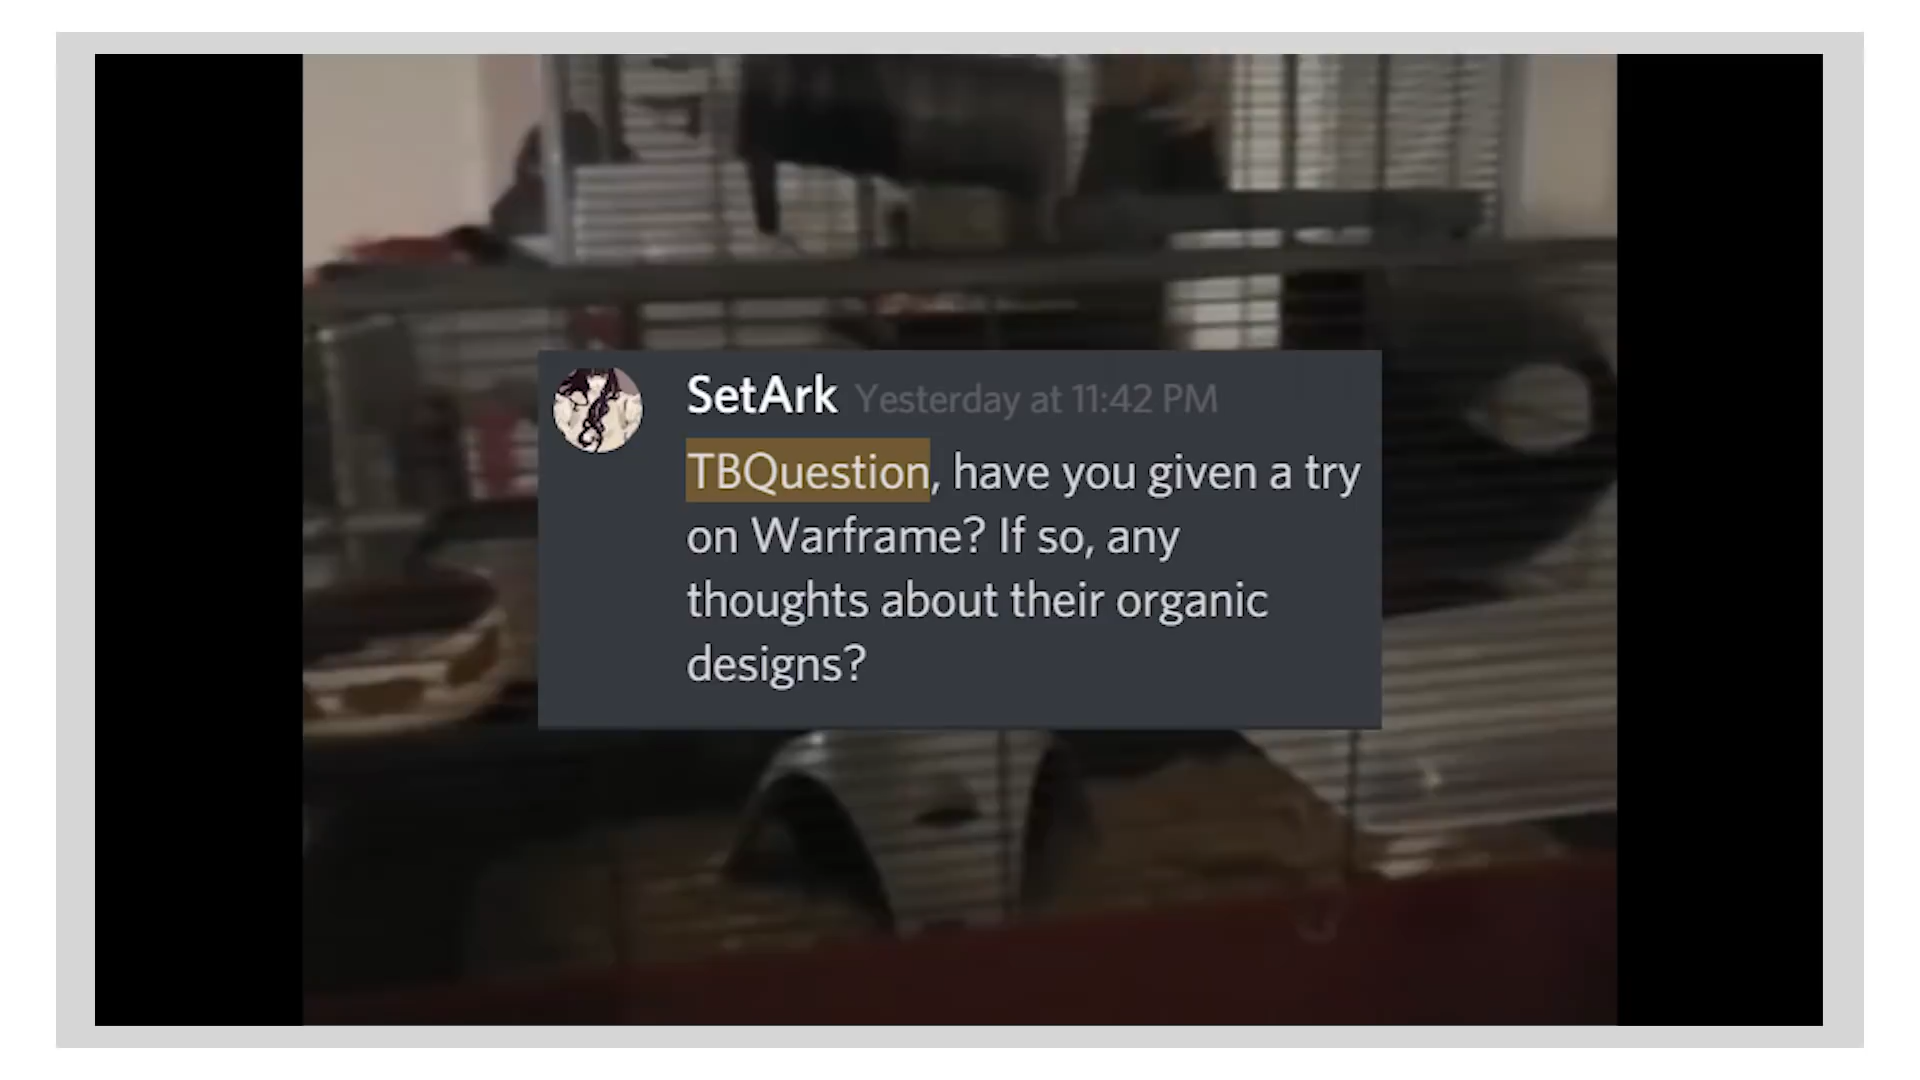 SetArk Yesterday at 11:42 PM
TBQuestion, have you given a try
on Warframe? If so, any
thoughts about their organic
designs?